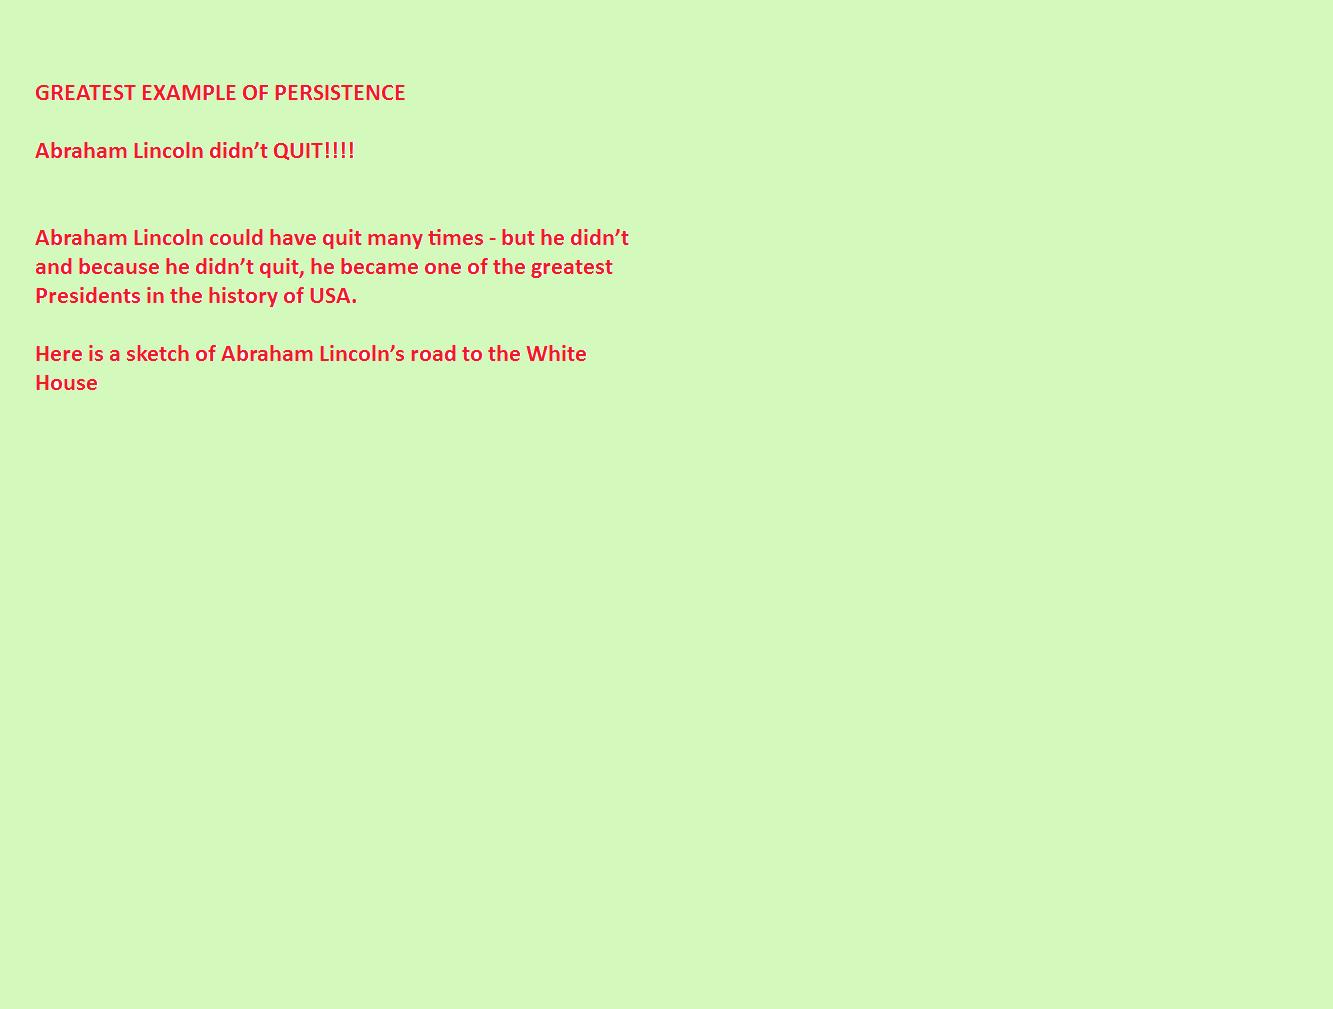 GREATEST EXAMPLE OF PERSISTENCE
Abraham Lincoln didn’t QUIT!!!!
Abraham Lincoln could have quit many times - but he didn’t
and because he didn’t quit, he became one of the greatest
Presidents in the history of USA.
Here is a sketch of Abraham Lincoln’s road to the White
House